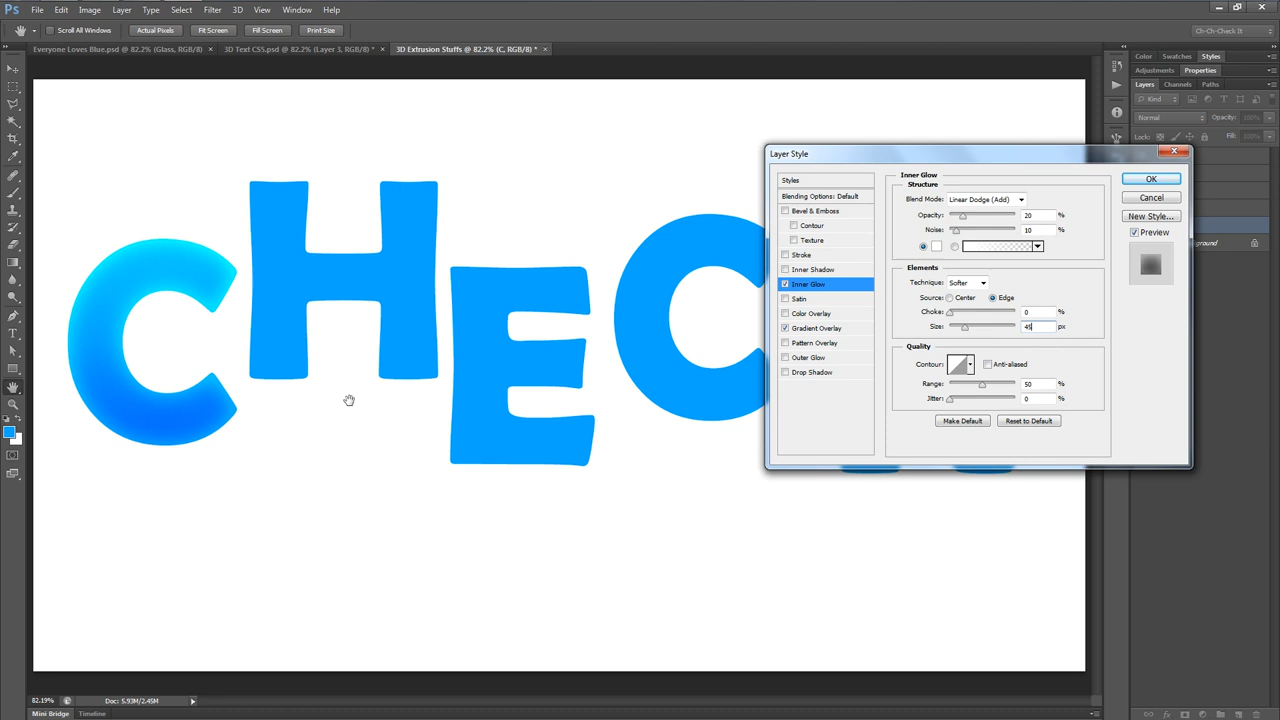 Ps File Edit Image Layer Type Select Filter 3D View Window Help
Scroll All Windows Actual Pixels Fit Screen Fill Screen Print Size Ch-Ch-Check It
Everyone Loves Blue.psd @ 82.2% (Glass, RGB/8) × 3D Text CSS.psd @ 82.2% (Layer 3, RGB/8) * × 3D Extrusion Stuffs @ 82.2% (C, RGB/8) * ×
Color Swatches Styles
Adjustments Properties
Layers Channels Paths
Kind
Normal Opacity: 100%
Lock: Fill: 100%
CHEC
Layer Style
Styles
Blending Options: Default
Bevel & Emboss
Contour
Texture
Stroke
Inner Shadow
Inner Glow
Satin
Color Overlay
Gradient Overlay
Pattern Overlay
Outer Glow
Drop Shadow
Inner Glow
Structure
Blend Mode: Linear Dodge (Add)
Opacity: 20 %
Noise: 10 %
Elements
Technique: Softer
Source: Center Edge
Choke: 0 %
Size: 45 px
Quality
Contour: Anti-aliased
Range: 50 %
Jitter: 0 %
Make Default Reset to Default
OK
Cancel
New Style...
Preview
ground
T
82.19% Doc: 5.93M/2.45M
Mini Bridge Timeline
fx